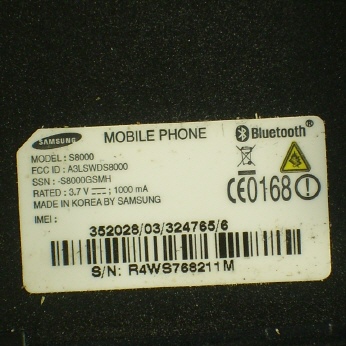 SAMSUNG MOBILE PHONE Bluetooth®
MODEL : S8000
FCC ID : A3LSWDS8000
SSN : -S8000GSMH
RATED : 3.7 V ⎓; 1000 mA
MADE IN KOREA BY SAMSUNG
CE0168
IMEI :
352028/03/324765/6
S/N: R4WS768211M